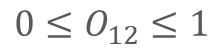 0 ≤ O₁₂ ≤ 1